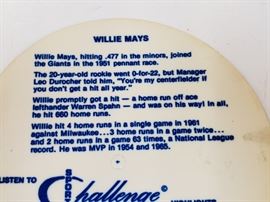 WILLIE MAYS
Willie Mays, hitting .477 in the minors, joined
the Giants in the 1951 pennant race.
The 20-year-old rookie went 0-for-22, but Manager
Leo Durocher told him, "You're my centerfielder if
you don't get a hit all year."
Willie promptly got a hit — a home run off ace
lefthander Warren Spahn — and was on his way! In all,
he hit 660 home runs.
Willie hit 4 home runs in a single game in 1961
against Milwaukee...3 home runs in a game twice...
and 2 home runs in a game 63 times, a National League
record. He was MVP in 1954 and 1965.
LISTEN TO
SPORTS
Challenge ©
HIGHLIGHTS